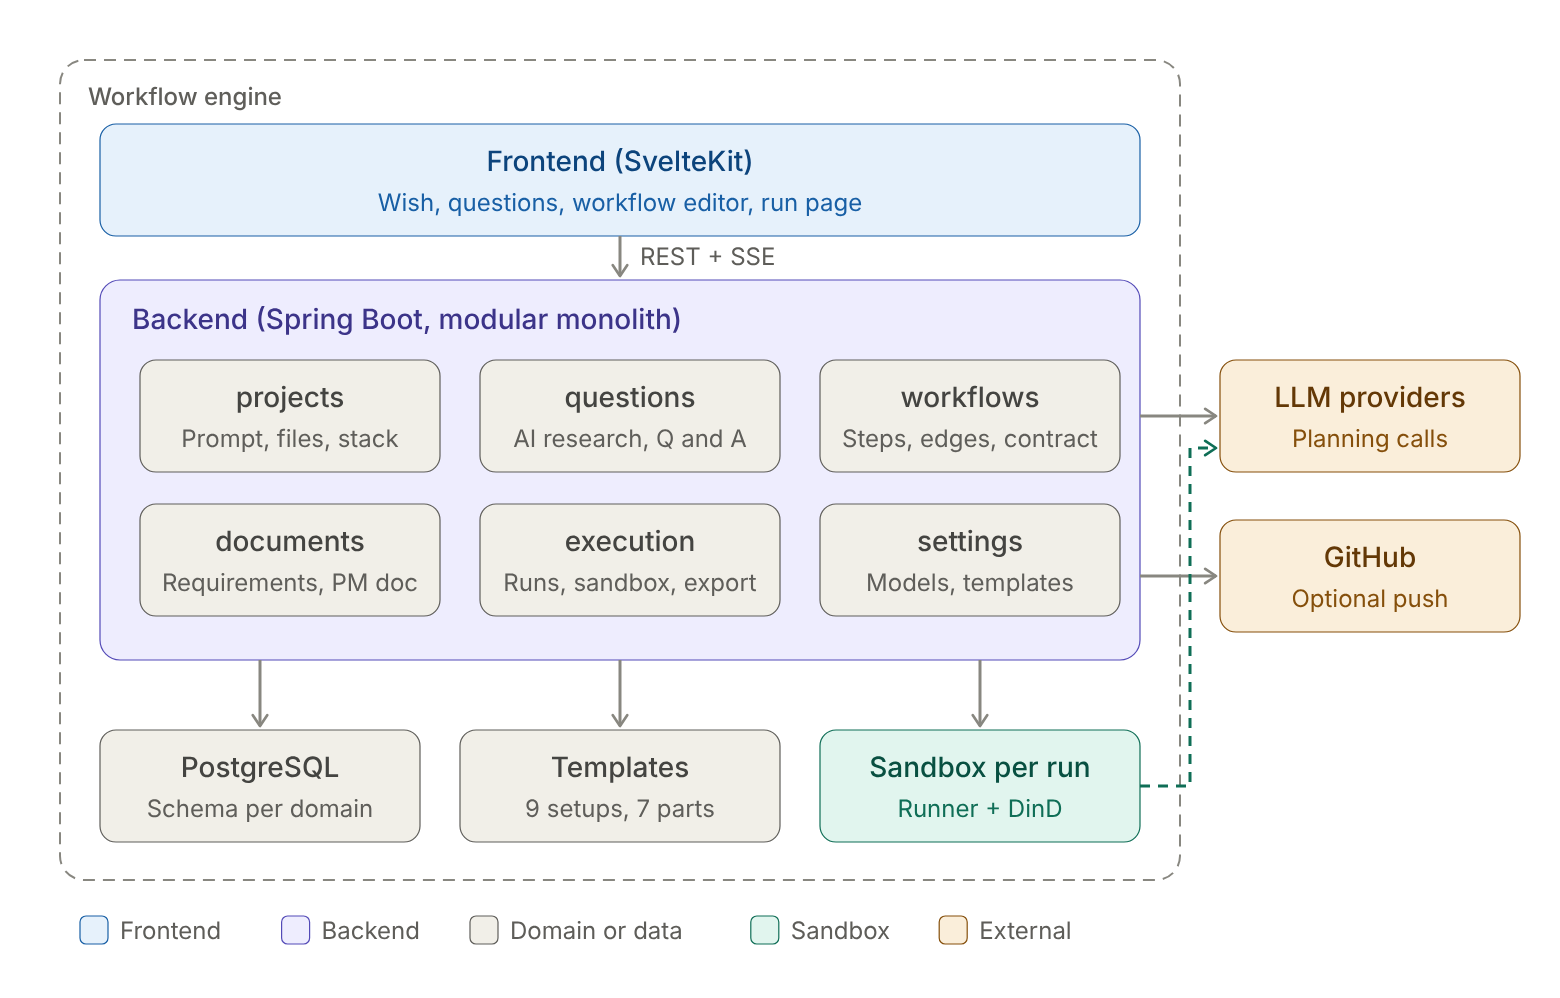 Workflow engine
Frontend (SvelteKit)
Wish, questions, workflow editor, run page
REST + SSE
Backend (Spring Boot, modular monolith)
projects
Prompt, files, stack
questions
AI research, Q and A
workflows
Steps, edges, contract
LLM providers
Planning calls
documents
Requirements, PM doc
execution
Runs, sandbox, export
settings
Models, templates
GitHub
Optional push
PostgreSQL
Schema per domain
Templates
9 setups, 7 parts
Sandbox per run
Runner + DinD
Frontend
Backend
Domain or data
Sandbox
External